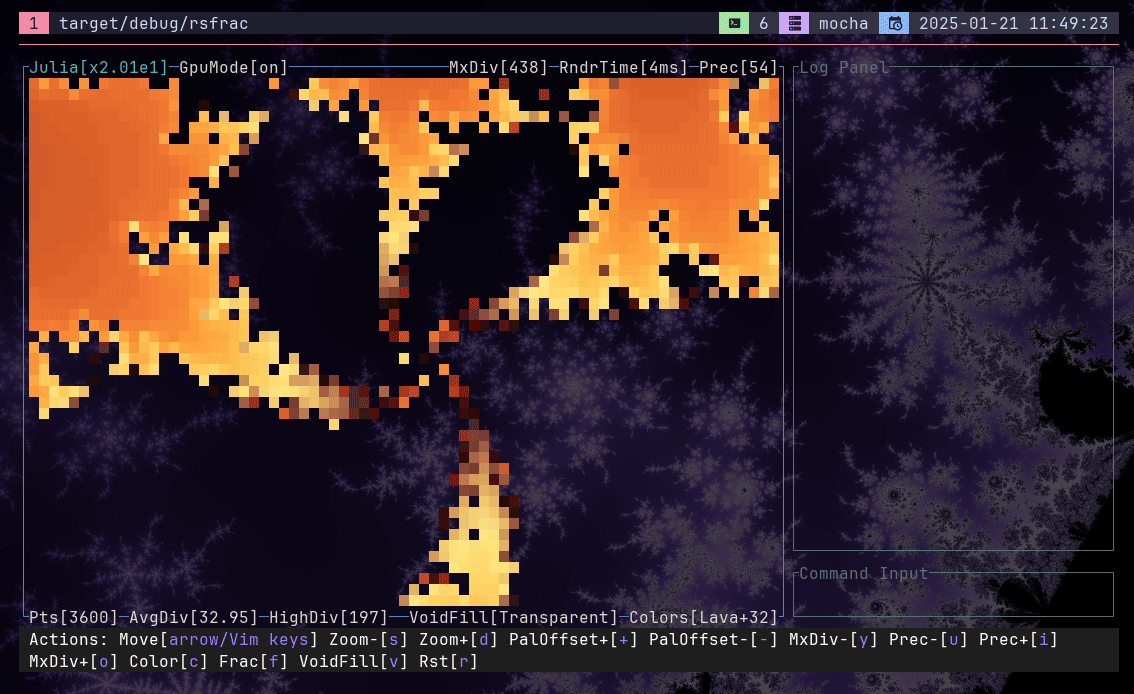 1 target/debug/rsfrac 6 mocha 2025-01-21 11:49:23
Julia[x2.01e1] GpuMode[on] MxDiv[438] RndrTime[4ms] Prec[54] Log Panel
Command Input
Pts[3600] AvgDiv[32.95] HighDiv[197] VoidFill[Transparent] Colors[Lava+32]
Actions: Move[arrow/Vim keys] Zoom-[s] Zoom+[d] PalOffset+[+] PalOffset-[-] MxDiv-[y] Prec-[u] Prec+[i]
MxDiv+[o] Color[c] Frac[f] VoidFill[v] Rst[r]